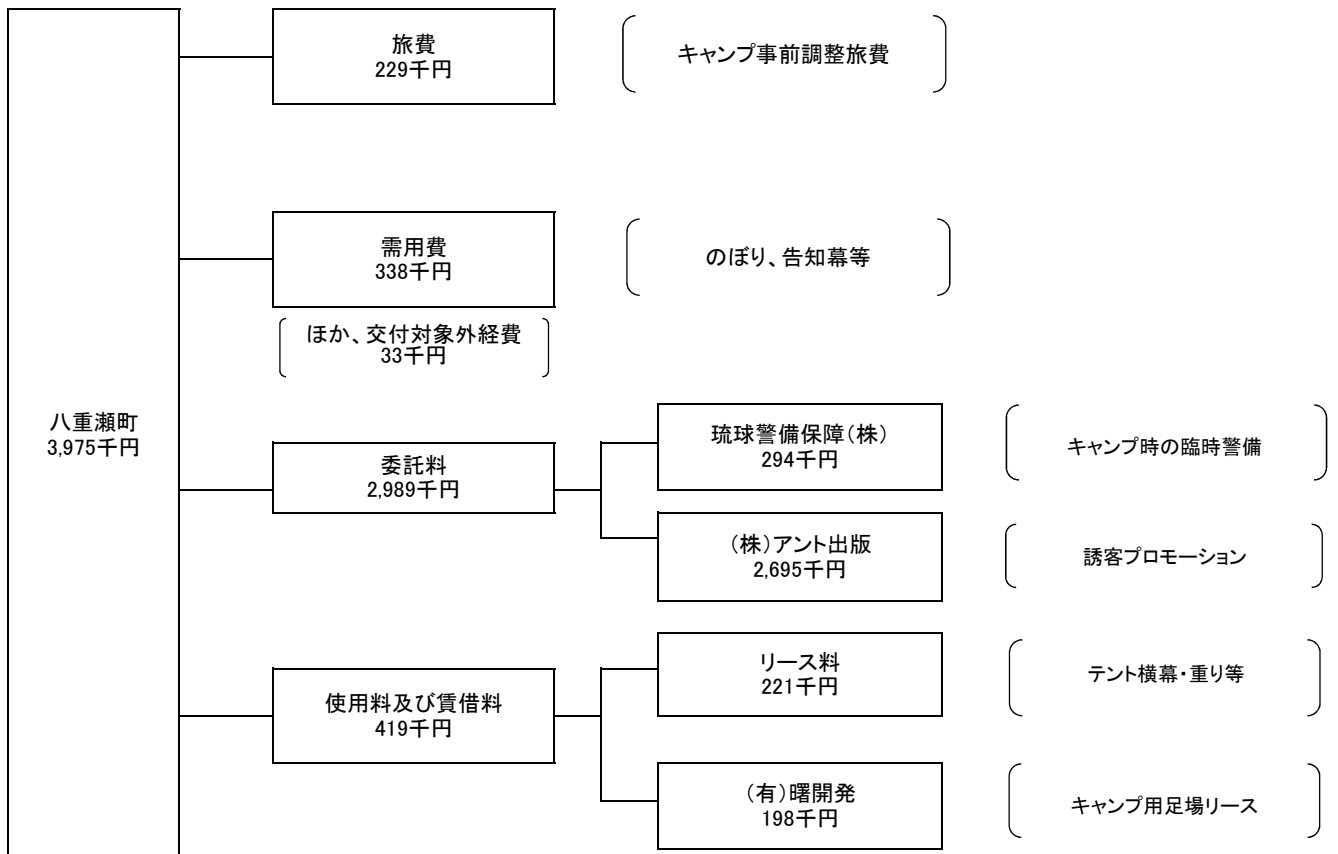 八重瀬町
3,975千円
旅費
229千円
キャンプ事前調整旅費
需用費
338千円
のぼり、告知幕等
ほか、交付対象外経費
33千円
委託料
2,989千円
琉球警備保障(株)
294千円
キャンプ時の臨時警備
(株)アント出版
2,695千円
誘客プロモーション
使用料及び賃借料
419千円
リース料
221千円
テント横幕・重り等
(有)曙開発
198千円
キャンプ用足場リース